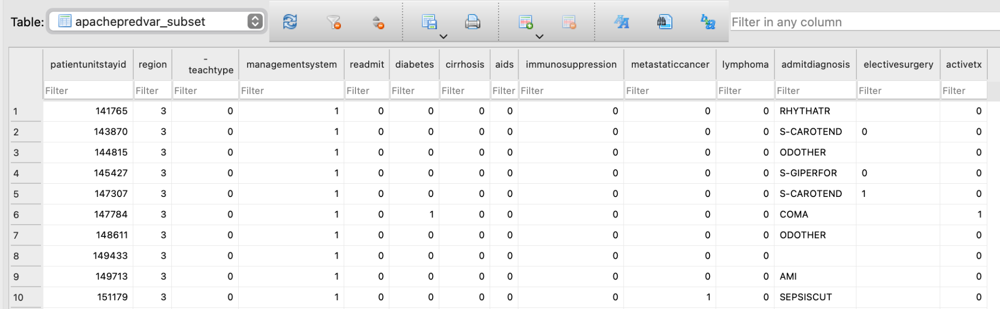 Table: apachepredvar_subset Filter in any column
patientunitstayid region - teachtype managementsystem readmit diabetes cirrhosis aids immunosuppression metastaticcancer lymphoma admitdiagnosis electivesurgery activetx
Filter Filter Filter Filter Filter Filter Filter Filter Filter Filter Filter Filter Filter Filter
1 141765 3 0 1 0 0 0 0 0 0 0 RHYTHATR 0
2 143870 3 0 1 0 0 0 0 0 0 0 S-CAROTEND 0 0
3 144815 3 0 1 0 0 0 0 0 0 0 ODOTHER 0
4 145427 3 0 1 0 0 0 0 0 0 0 S-GIPERFOR 0 0
5 147307 3 0 1 0 0 0 0 0 0 0 S-CAROTEND 1 0
6 147784 3 0 1 0 1 0 0 0 0 0 COMA 1
7 148611 3 0 1 0 0 0 0 0 0 0 ODOTHER 0
8 149433 3 0 1 0 0 0 0 0 0 0 0
9 149713 3 0 1 0 0 0 0 0 0 0 AMI 0
10 151179 3 0 1 0 0 0 0 0 1 0 SEPSISCUT 0